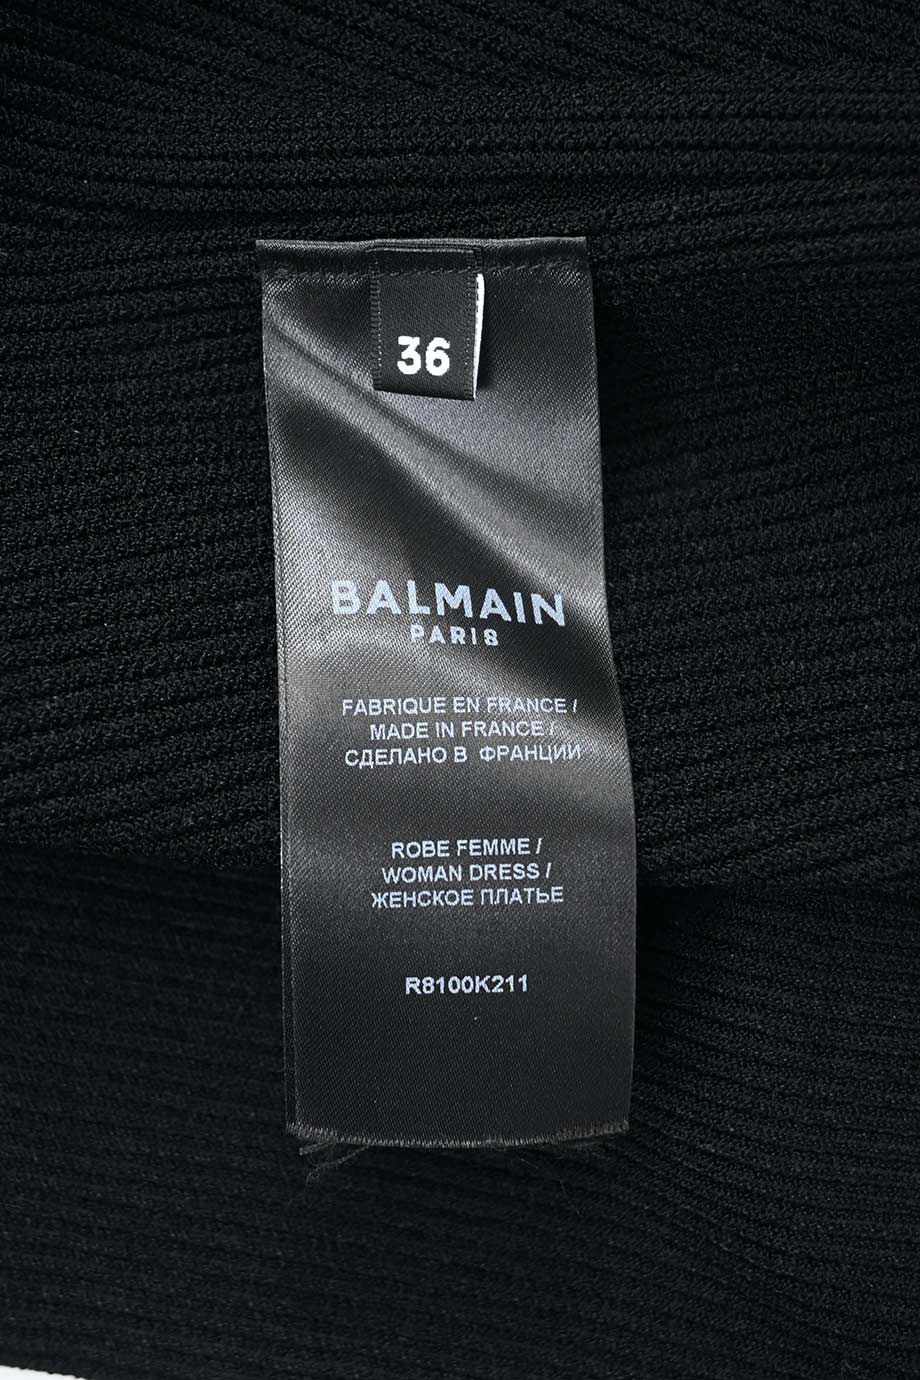 36
BALMAIN
PARIS
FABRIQUE EN FRANCE /
MADE IN FRANCE /
СДЕЛАНО В ФРАНЦИИ
ROBE FEMME /
WOMAN DRESS /
ЖЕНСКОЕ ПЛАТЬЕ
R8100K211